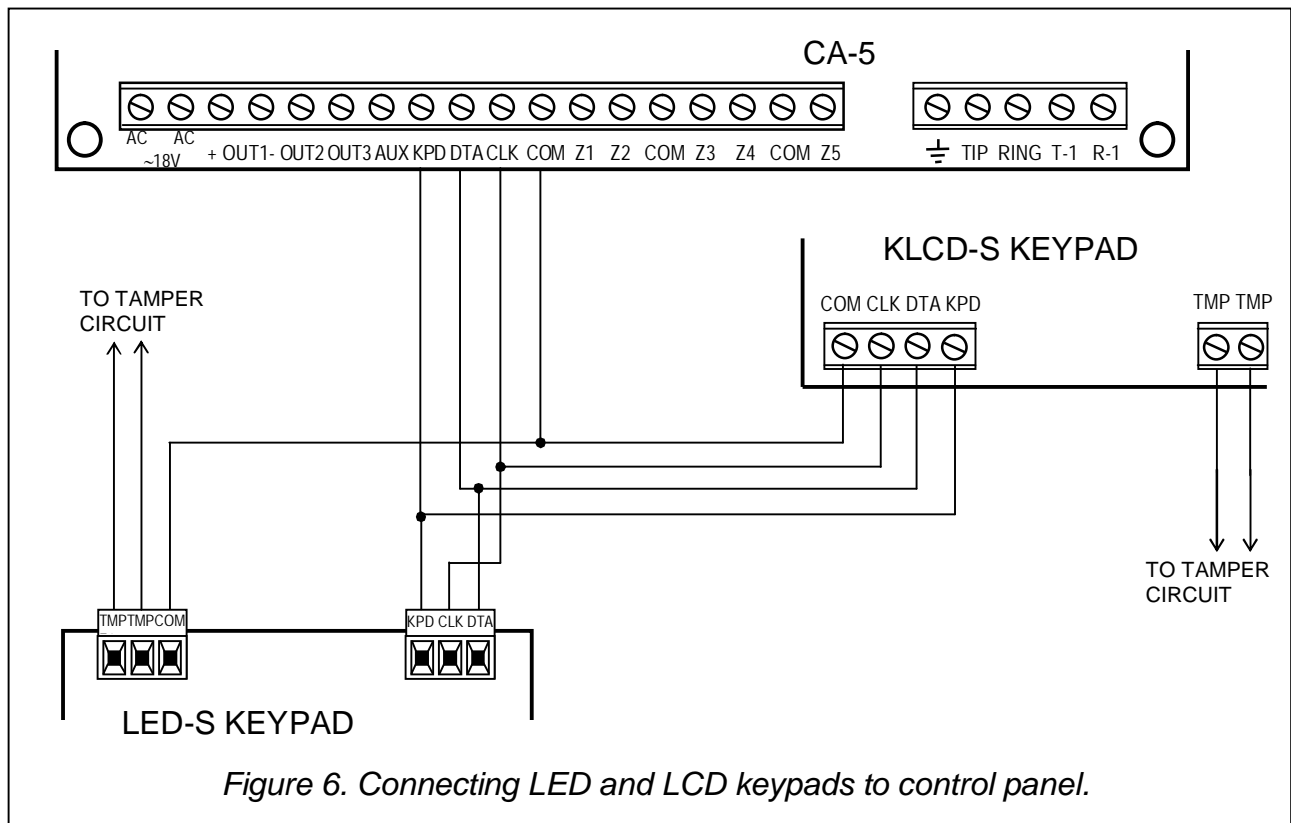 CA-5
AC AC
~18V
+ OUT1- OUT2 OUT3 AUX KPD DTA CLK COM Z1 Z2 COM Z3 Z4 COM Z5
TIP RING T-1 R-1
KLCD-S KEYPAD
COM CLK DTA KPD
TMP TMP
TO TAMPER
CIRCUIT
TO TAMPER
CIRCUIT
TMP TMP COM
KPD CLK DTA
LED-S KEYPAD
Figure 6. Connecting LED and LCD keypads to control panel.